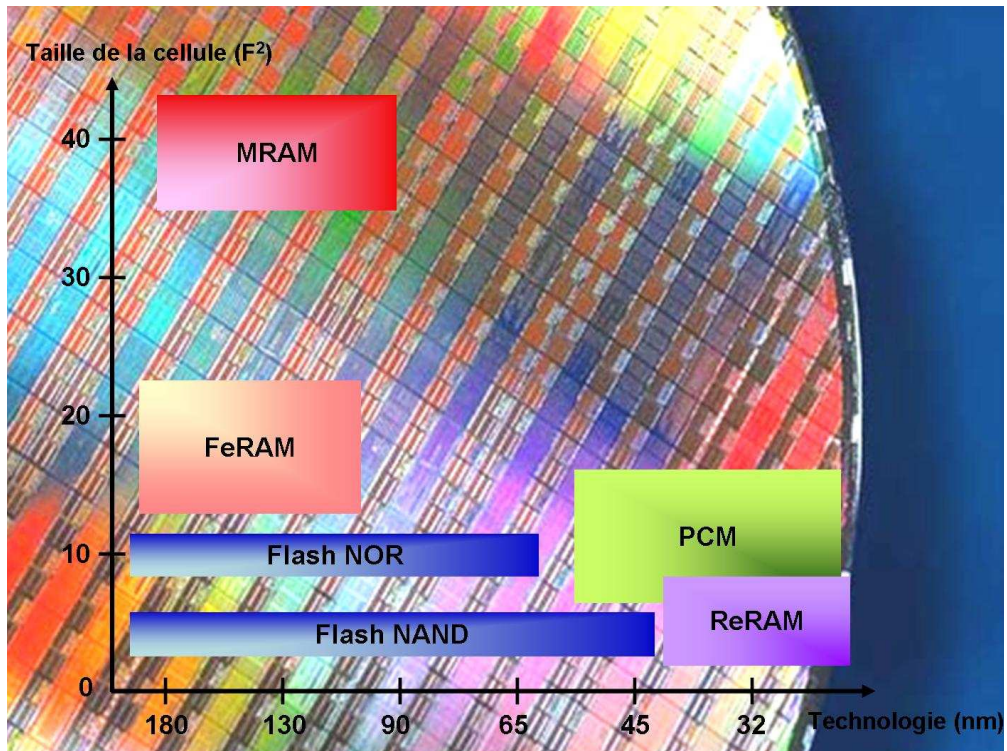 Taille de la cellule (F²)
40
MRAM
30
20
FeRAM
10
Flash NOR
PCM
Flash NAND
ReRAM
0
180 130 90 65 45 32 Technologie (nm)